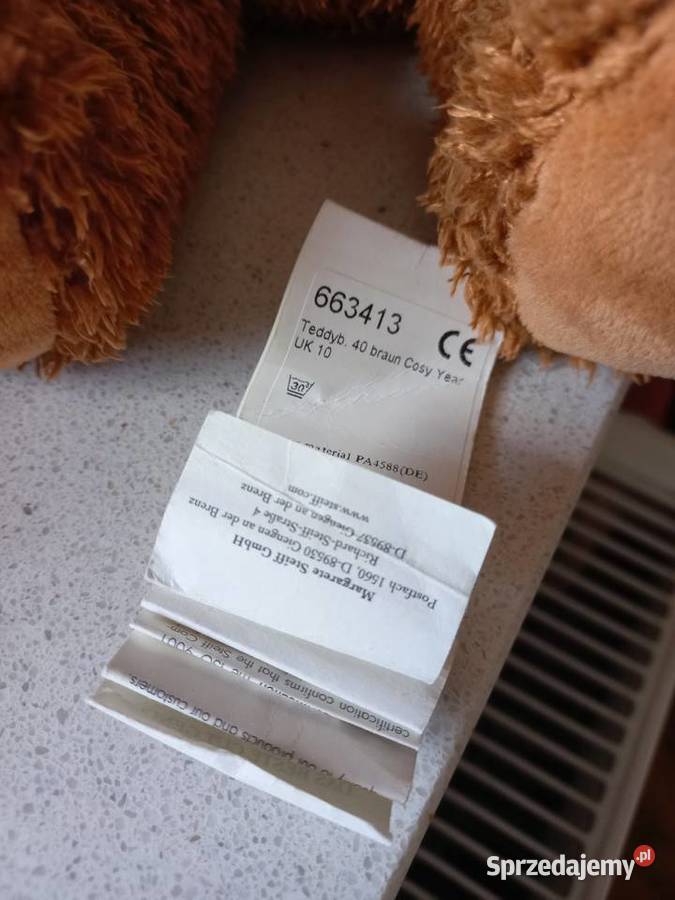 663413
CE
Teddyb. 40 braun Cosy Year
UK 10
30
material PA4588(DE)
Margarete Steiff GmbH
Postfach 1560, D-89530 Giengen an der Brenz
Richard-Steiff-Straße 4
D-89537 Giengen an der Brenz
www.steiff.com
certification confirms that the Steiff
to our products and our customers.
Sprzedajemy.pl